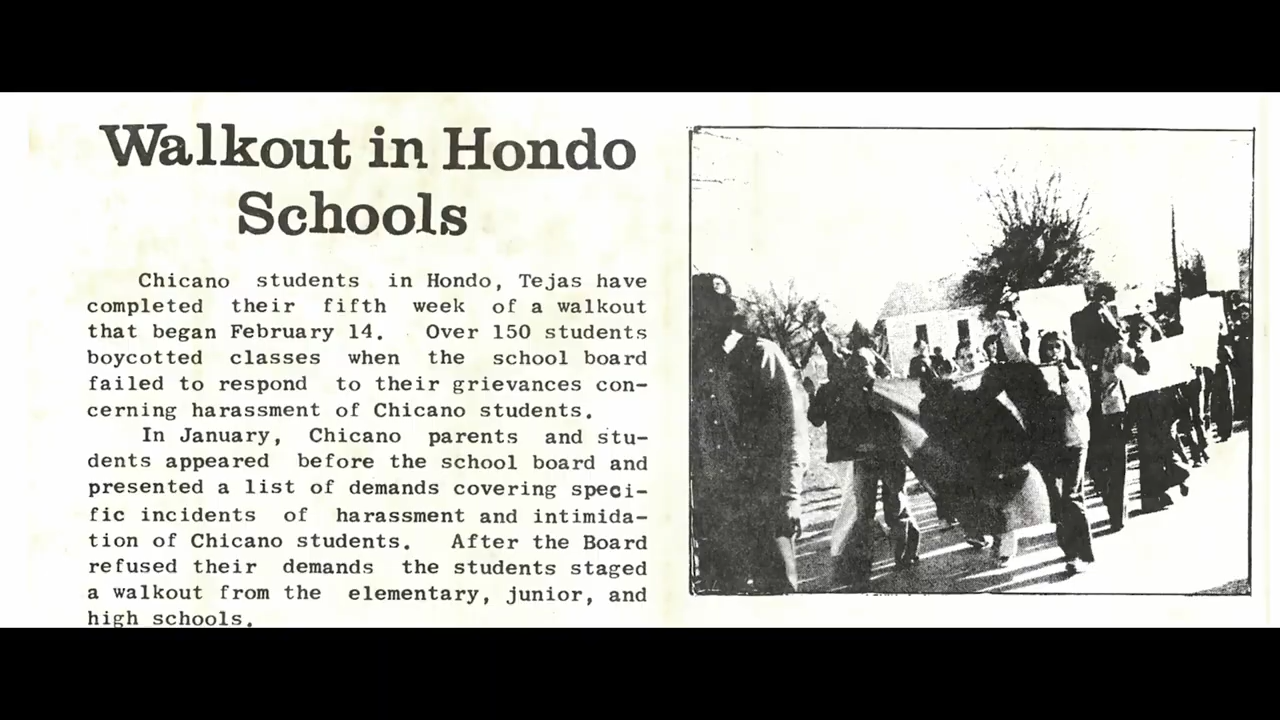 Walkout in Hondo
Schools
Chicano students in Hondo, Tejas have
completed their fifth week of a walkout
that began February 14. Over 150 students
boycotted classes when the school board
failed to respond to their grievances con-
cerning harassment of Chicano students.
In January, Chicano parents and stu-
dents appeared before the school board and
presented a list of demands covering speci-
fic incidents of harassment and intimida-
tion of Chicano students. After the Board
refused their demands the students staged
a walkout from the elementary, junior, and
high schools.